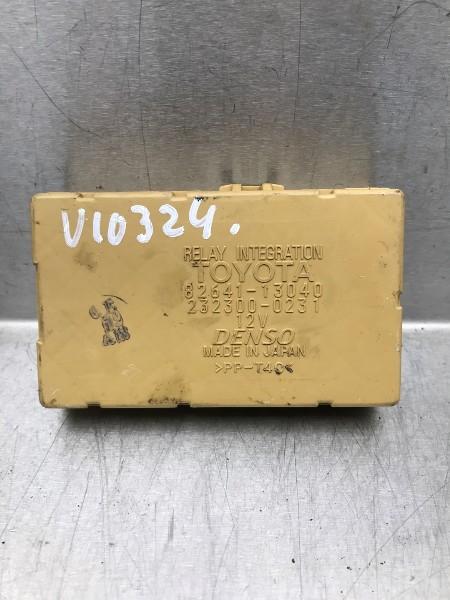 V10324.
RELAY INTEGRATION
TOYOTA
82641-13040
232300-0231
12V
DENSO
MADE IN JAPAN
>PP-T40<